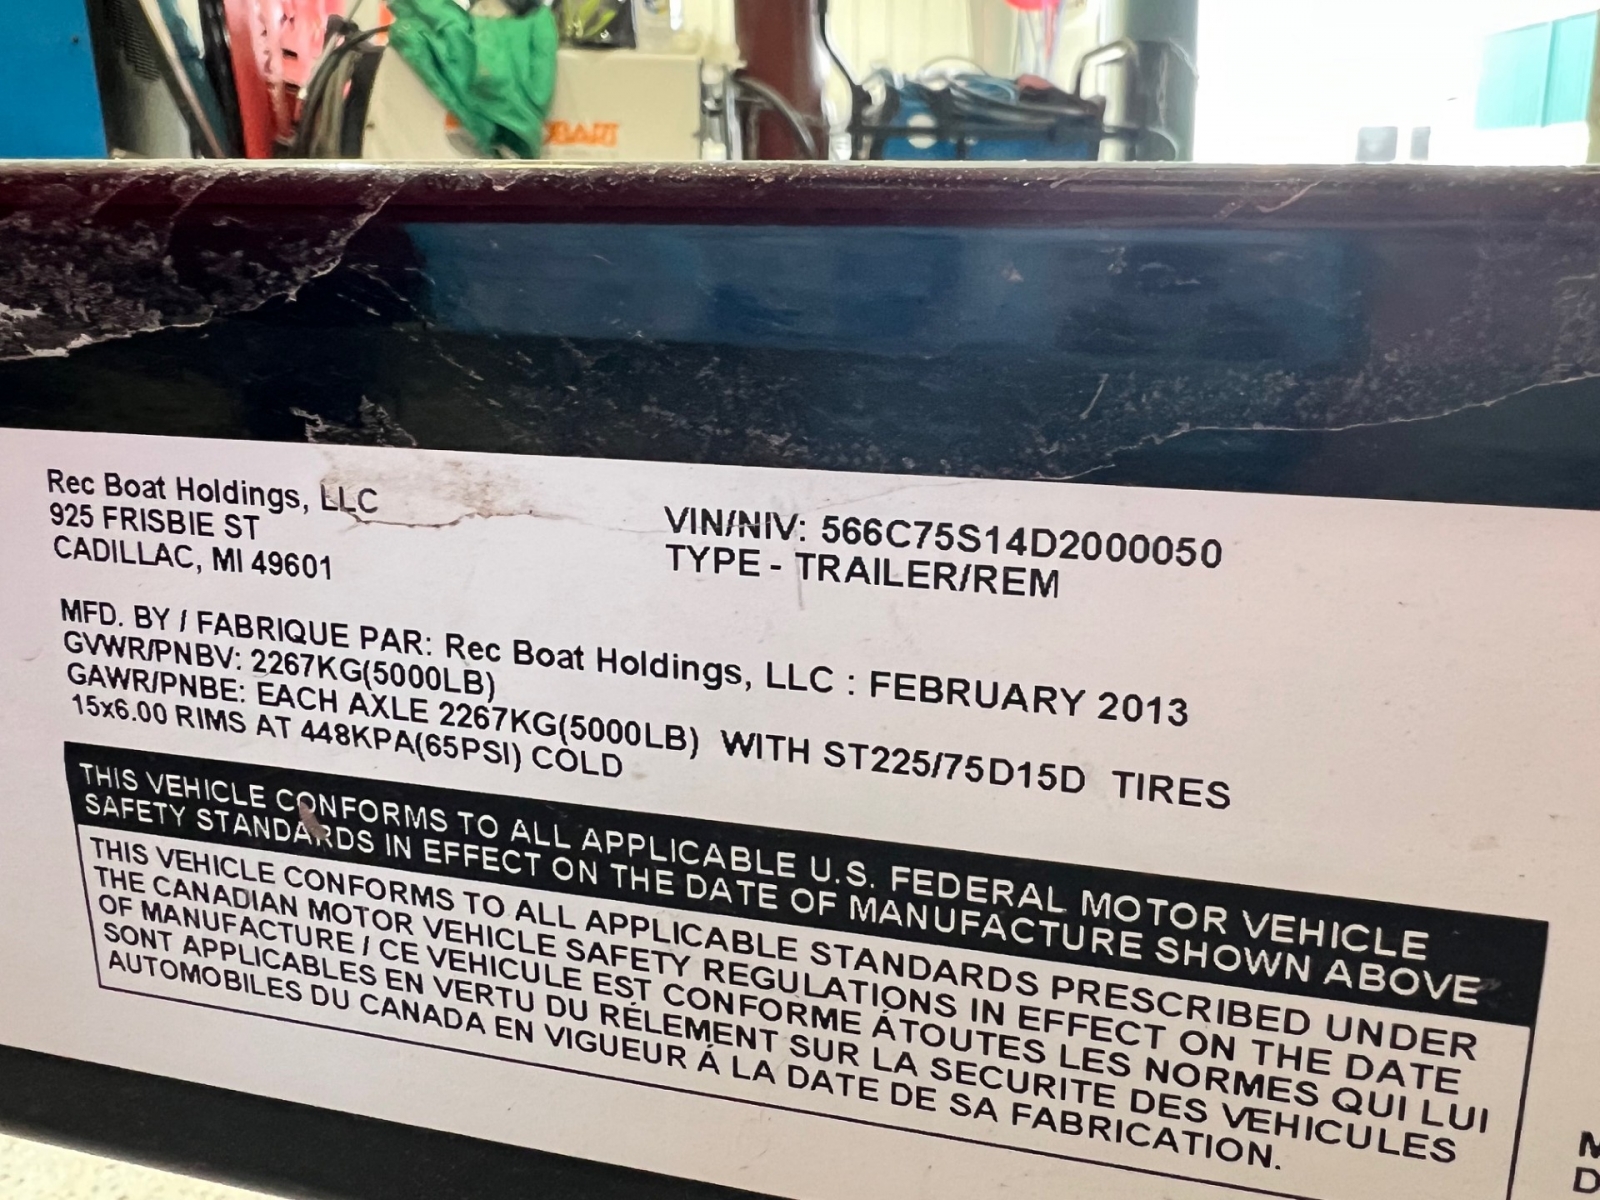 Rec Boat Holdings, LLC
925 FRISBIE ST
CADILLAC, MI 49601
VIN/NIV: 566C75S14D2000050
TYPE - TRAILER/REM
MFD. BY / FABRIQUE PAR: Rec Boat Holdings, LLC : FEBRUARY 2013
GVWR/PNBV: 2267KG(5000LB)
GAWR/PNBE: EACH AXLE 2267KG(5000LB) WITH ST225/75D15D TIRES
15x6.00 RIMS AT 448KPA(65PSI) COLD
THIS VEHICLE CONFORMS TO ALL APPLICABLE U.S. FEDERAL MOTOR VEHICLE
SAFETY STANDARDS IN EFFECT ON THE DATE OF MANUFACTURE SHOWN ABOVE
THIS VEHICLE CONFORMS TO ALL APPLICABLE STANDARDS PRESCRIBED UNDER
THE CANADIAN MOTOR VEHICLE SAFETY REGULATIONS IN EFFECT ON THE DATE
OF MANUFACTURE / CE VEHICULE EST CONFORME ÁTOUTES LES NORMES QUI LUI
SONT APPLICABLES EN VERTU DU RÉLEMENT SUR LA SECURITE DES VEHICULES
AUTOMOBILES DU CANADA EN VIGUEUR Á LA DATE DE SA FABRICATION.